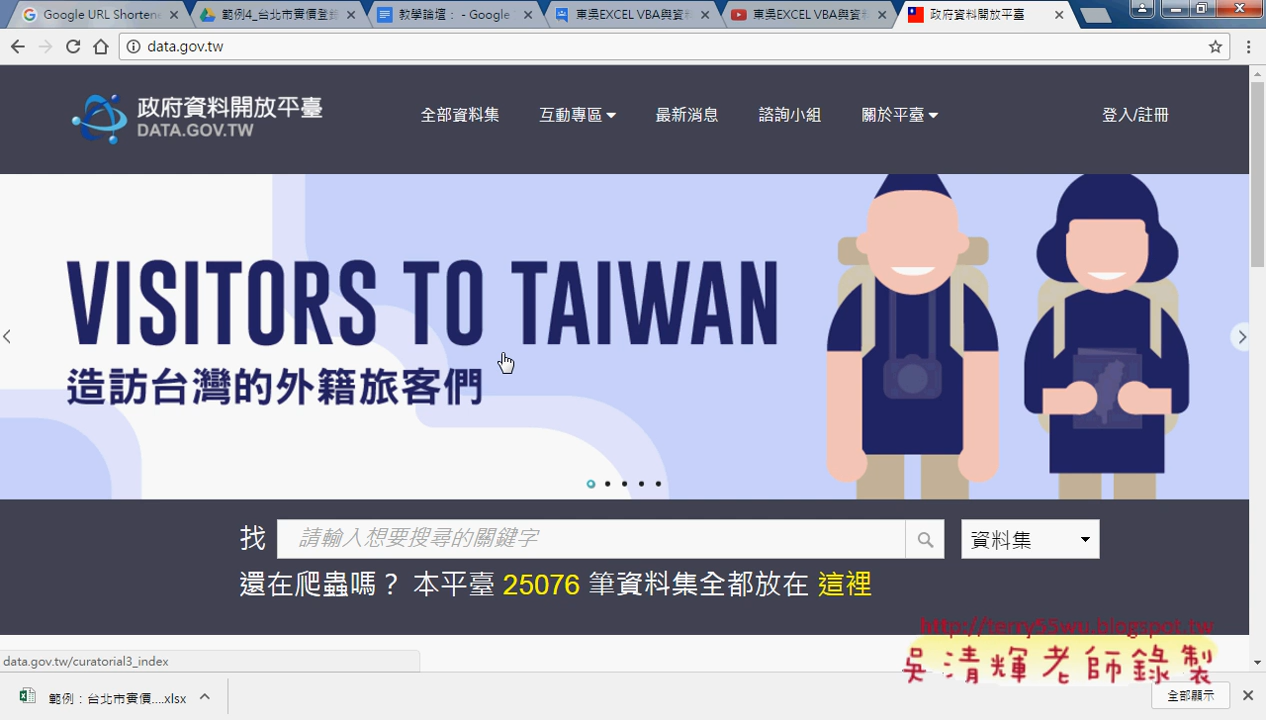 Google URL Shortene
範例4_台北市實價登錄
教學論壇： - Google
東吳EXCEL VBA與資料
東吳EXCEL VBA與資料
政府資料開放平臺
data.gov.tw
政府資料開放平臺
DATA.GOV.TW
全部資料集
互動專區
最新消息
諮詢小組
關於平臺
登入/註冊
VISITORS TO TAIWAN
造訪台灣的外籍旅客們
找
請輸入想要搜尋的關鍵字
資料集
還在爬蟲嗎？ 本平臺 25076 筆資料集全都放在 這裡
http://terry55wu.blogspot.tw
吳清輝老師錄製
data.gov.tw/curatorial3_index
範例：台北市實價....xlsx
全部顯示